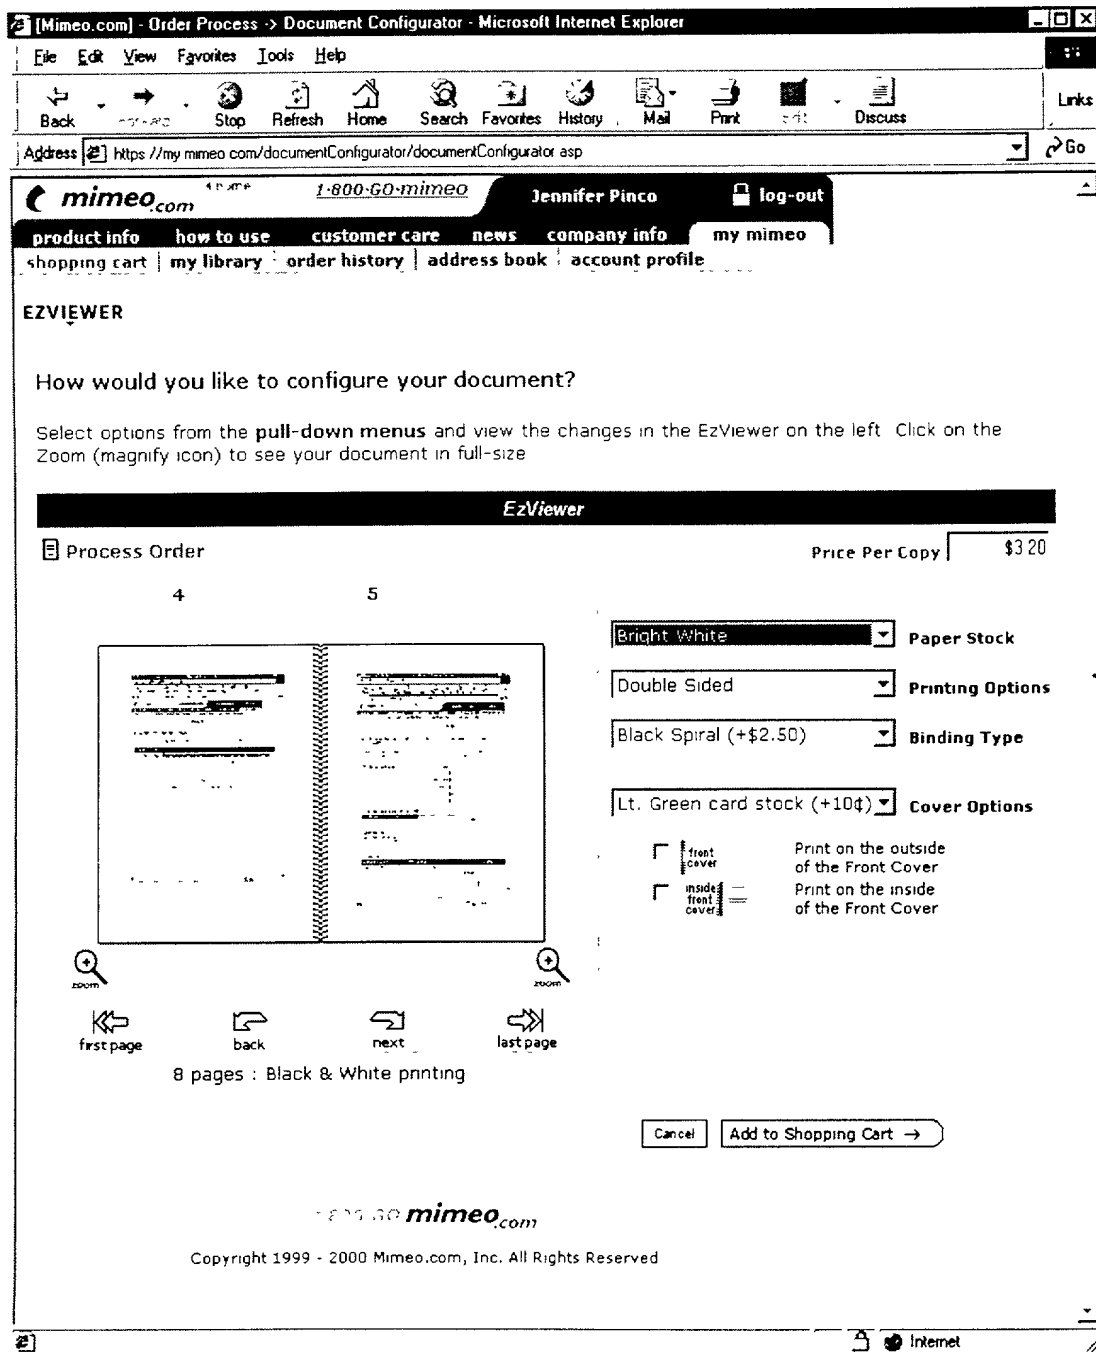 [Mimeo.com] - Order Process -> Document Configurator - Microsoft Internet Explorer
File Edit View Favorites Tools Help
Back Stop Refresh Home Search Favorites History Mail Print Discuss Links
Address https //my mimeo com/documentConfigurator/documentConfigurator asp Go
mimeo.com 1·800·GO·mimeo Jennifer Pinco log-out
product info how to use customer care news company info my mimeo
shopping cart my library order history address book account profile
EZVIEWER
How would you like to configure your document?
Select options from the pull-down menus and view the changes in the EzViewer on the left Click on the
Zoom (magnify icon) to see your document in full-size
EzViewer
Process Order Price Per Copy $3 20
4 5
Bright White Paper Stock
Double Sided Printing Options
Black Spiral (+$2.50) Binding Type
Lt. Green card stock (+10¢) Cover Options
front cover Print on the outside
of the Front Cover
inside front cover Print on the inside
of the Front Cover
zoom zoom
first page back next last page
8 pages : Black & White printing
Cancel Add to Shopping Cart →
mimeo.com
Copyright 1999 - 2000 Mimeo.com, Inc. All Rights Reserved
Internet